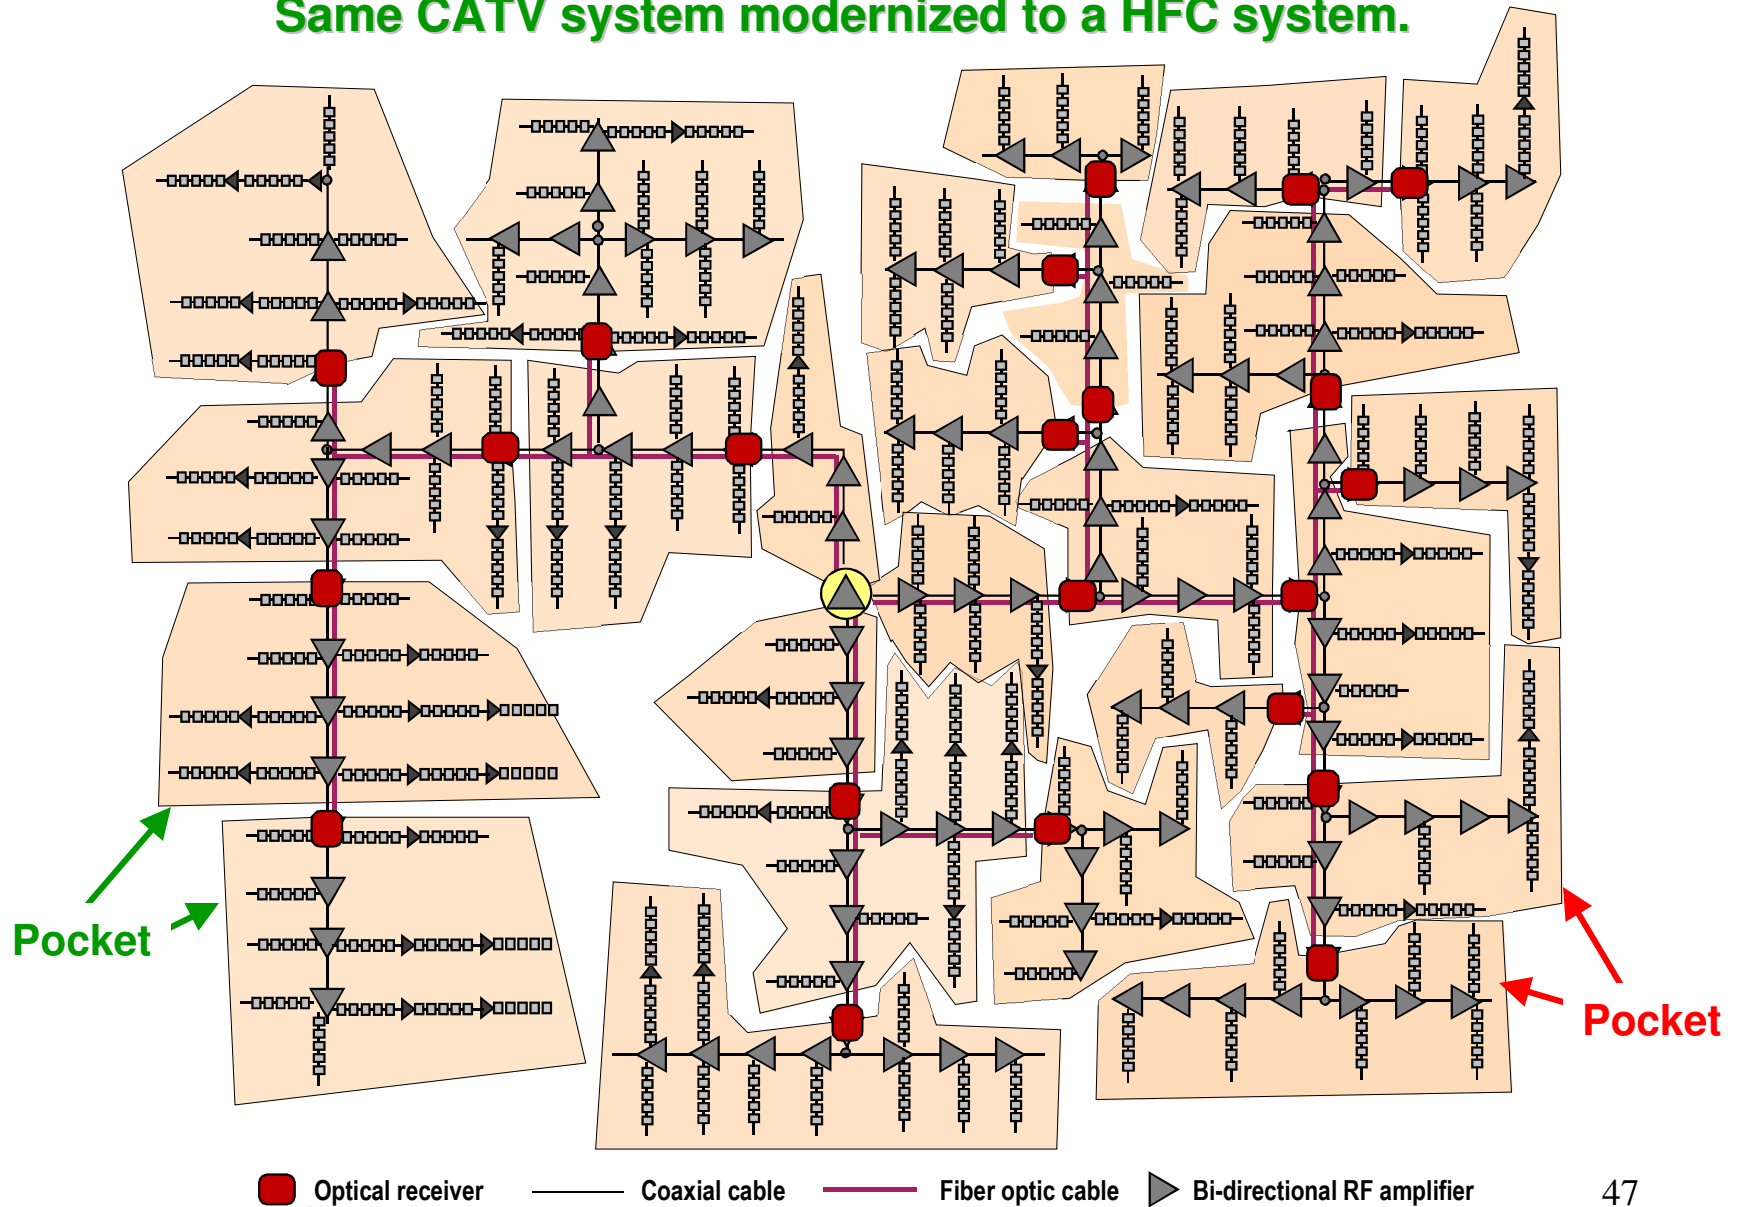 Same CATV system modernized to a HFC system.
Pocket
Pocket
Optical receiver
Coaxial cable
Fiber optic cable
Bi-directional RF amplifier
47